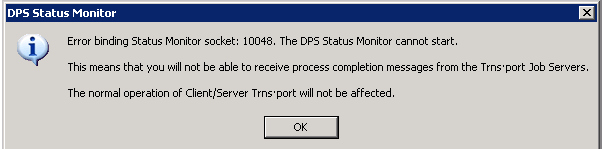 DPS Status Monitor
Error binding Status Monitor socket: 10048. The DPS Status Monitor cannot start.
This means that you will not be able to receive process completion messages from the Trns·port Job Servers.
The normal operation of Client/Server Trns·port will not be affected.
OK